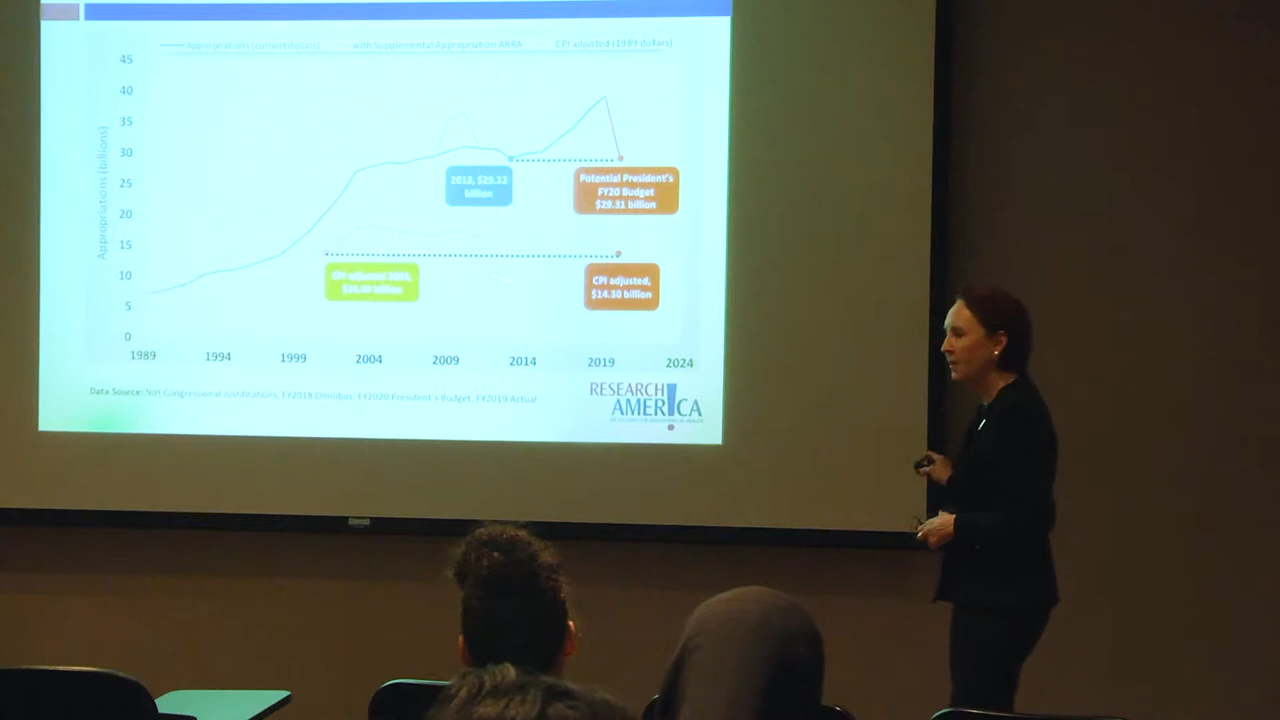 Appropriations (current dollars) with Supplemental Appropriation ARRA CPI adjusted (1989 dollars)
Appropriations (billions)
45
40
35
30
25
20
15
10
5
0
2013, $29.32
billion
Potential President's
FY20 Budget
$29.31 billion
CPI adjusted
billion
CPI adjusted,
$14.30 billion
1989 1994 1999 2004 2009 2014 2019 2024
Data Source: NIH Congressional Justifications, FY2018 Omnibus, FY2020 President's Budget, FY2019 Actual
RESEARCH
AMERICA